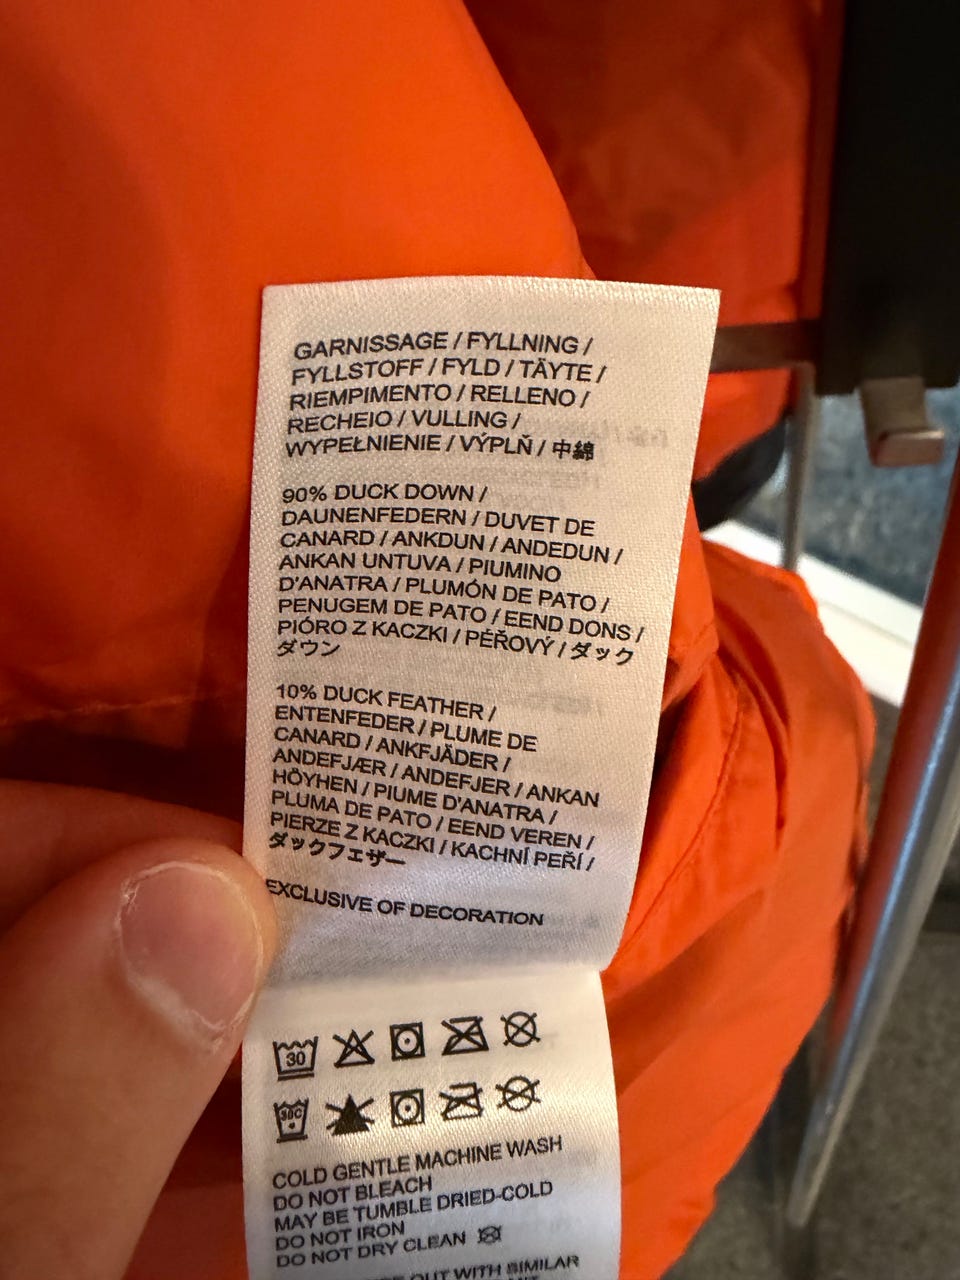 GARNISSAGE / FYLLNING /
FYLLSTOFF / FYLD / TÄYTE /
RIEMPIMENTO / RELLENO /
RECHEIO / VULLING /
WYPEŁNIENIE / VÝPLŇ / 中綿
90% DUCK DOWN /
DAUNENFEDERN / DUVET DE
CANARD / ANKDUN / ANDEDUN /
ANKAN UNTUVA / PIUMINO
D'ANATRA / PLUMÓN DE PATO /
PENUGEM DE PATO / EEND DONS /
PIÓRO Z KACZKI / PÉŘOVÝ / ダック
ダウン
10% DUCK FEATHER /
ENTENFEDER / PLUME DE
CANARD / ANKFJÄDER /
ANDEFJÆR / ANDEFJER / ANKAN
HÖYHEN / PIUME D'ANATRA /
PLUMA DE PATO / EEND VEREN /
PIERZE Z KACZKI / KACHNÍ PEŘÍ /
ダックフェザー
EXCLUSIVE OF DECORATION
30
30C
COLD GENTLE MACHINE WASH
DO NOT BLEACH
MAY BE TUMBLE DRIED-COLD
DO NOT IRON
DO NOT DRY CLEAN
OUT WITH SIMILAR